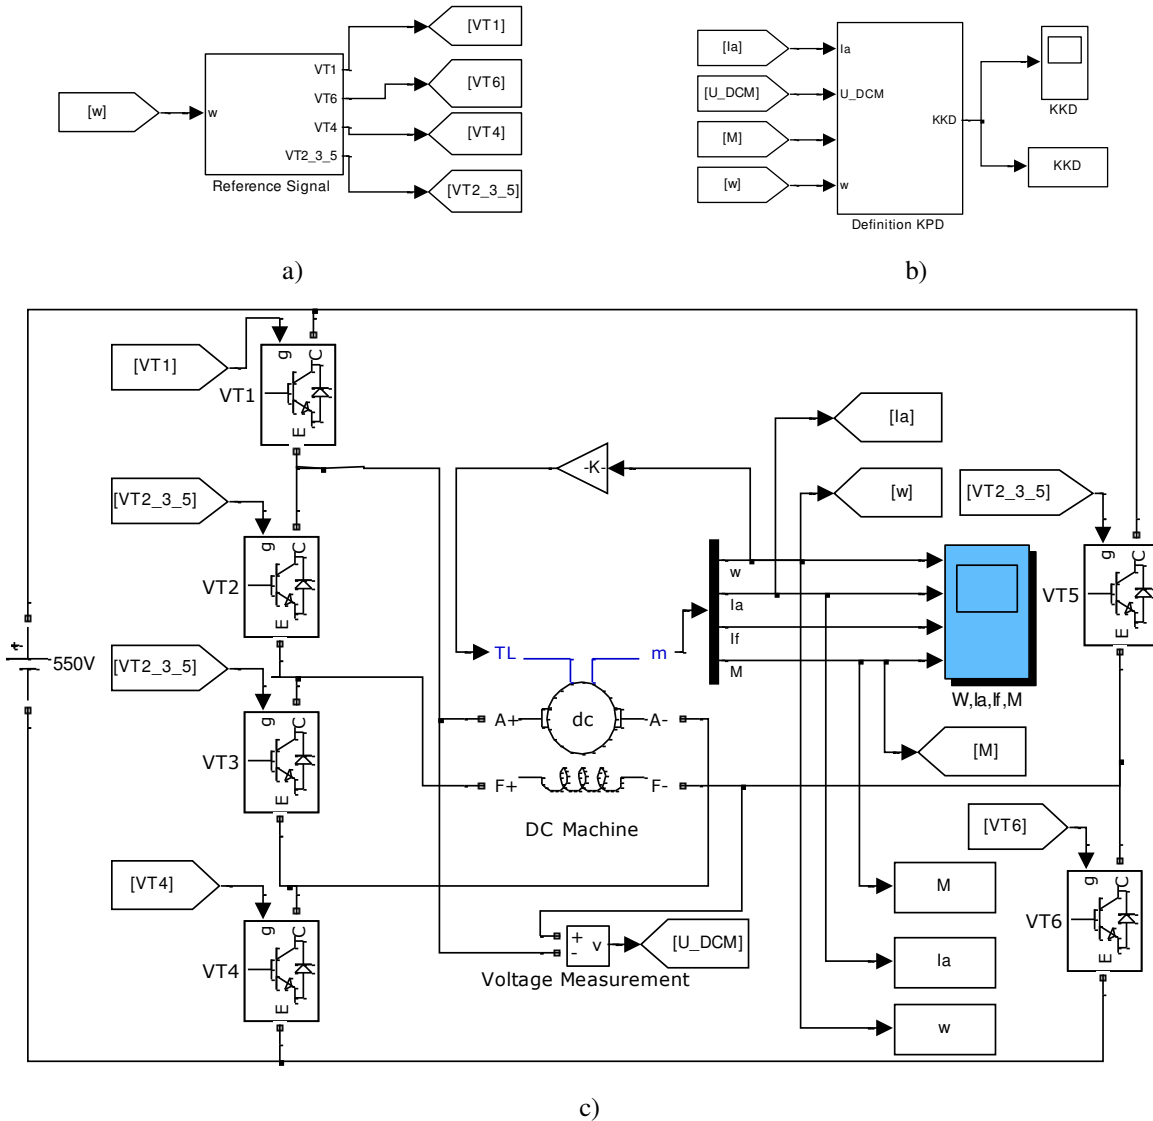 [VT1]
[VT6]
[VT4]
[VT2_3_5]
[w]
w
VT1
VT6
VT4
VT2_3_5
Reference Signal
a)
[Ia]
[U_DCM]
[M]
[w]
Ia
U_DCM
w
KKD
Definition KPD
KKD
KKD
b)
[VT1]
g
C
VT1
E
[VT2_3_5]
g
C
VT2
E
[VT2_3_5]
g
C
VT3
E
[VT4]
g
C
VT4
E
+
550V
-K-
TL
m
A+
dc
A-
F+
F-
DC Machine
+
-
v
Voltage Measurement
[U_DCM]
w
Ia
If
M
[Ia]
[w]
W,Ia,If,M
[M]
M
Ia
w
[VT2_3_5]
g
C
VT5
E
[VT6]
g
C
VT6
E
c)